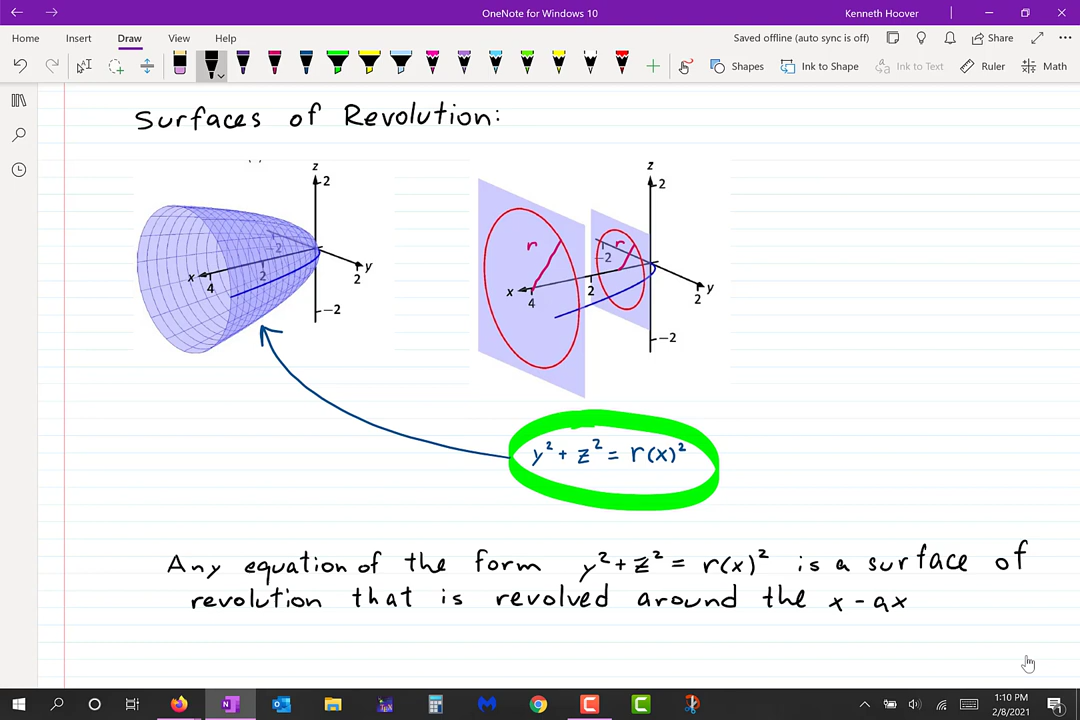 OneNote for Windows 10
Kenneth Hoover
Home Insert Draw View Help
Saved offline (auto sync is off)
Share
Shapes
Ink to Shape
Ink to Text
Ruler
Math
Surfaces of Revolution:
z
2
-2
y
2
x
4
2
-2
z
2
r
r
-2
x
4
2
y
2
-2
y² + z² = r(x)²
Any equation of the form y² + z² = r(x)² is a surface of
revolution that is revolved around the x-ax
1:10 PM
2/8/2021
1